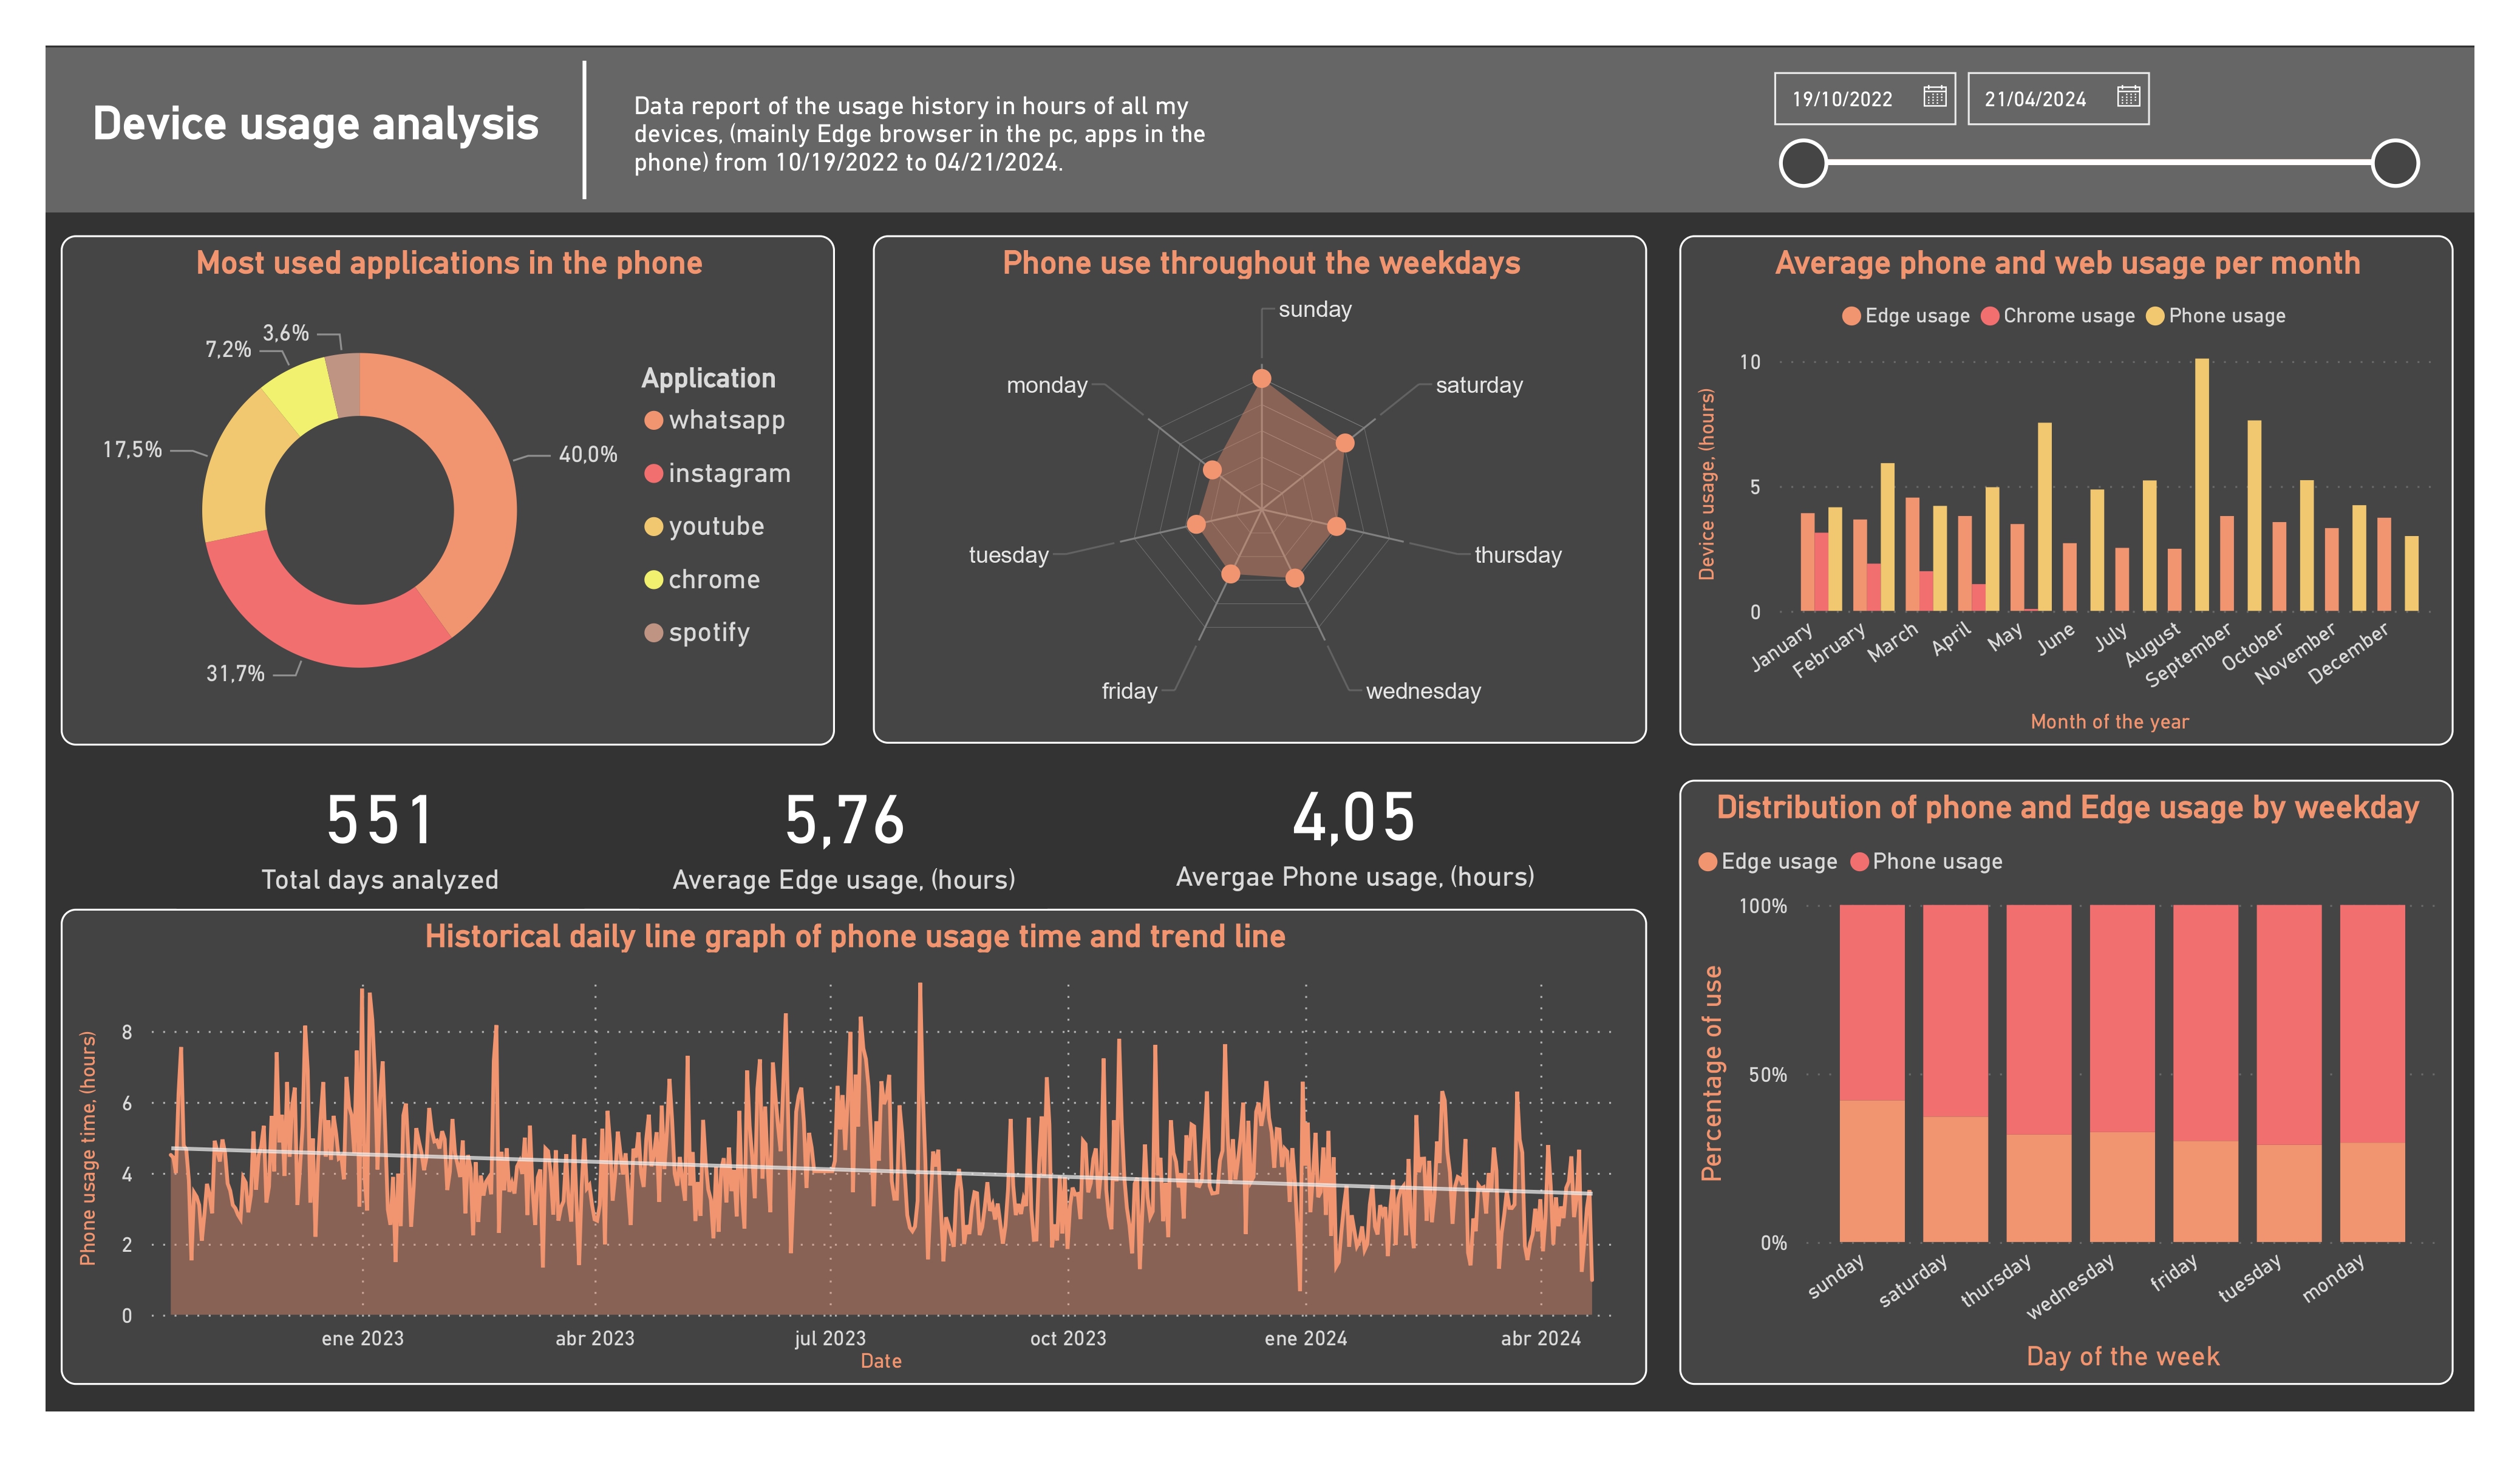 Device usage analysis
Data report of the usage history in hours of all my
devices, (mainly Edge browser in the pc, apps in the
phone) from 10/19/2022 to 04/21/2024.
19/10/2022
21/04/2024
Most used applications in the phone
3,6%
7,2%
17,5%
40,0%
31,7%
Application
whatsapp
instagram
youtube
chrome
spotify
Phone use throughout the weekdays
sunday
monday
saturday
tuesday
thursday
friday
wednesday
Average phone and web usage per month
Edge usage
Chrome usage
Phone usage
Device usage, (hours)
10
5
0
January
February
March
April
May
June
July
August
September
October
November
December
Month of the year
551
Total days analyzed
5,76
Average Edge usage, (hours)
4,05
Avergae Phone usage, (hours)
Historical daily line graph of phone usage time and trend line
Phone usage time, (hours)
8
6
4
2
0
ene 2023
abr 2023
jul 2023
oct 2023
ene 2024
abr 2024
Date
Distribution of phone and Edge usage by weekday
Edge usage
Phone usage
Percentage of use
100%
50%
0%
sunday
saturday
thursday
wednesday
friday
tuesday
monday
Day of the week